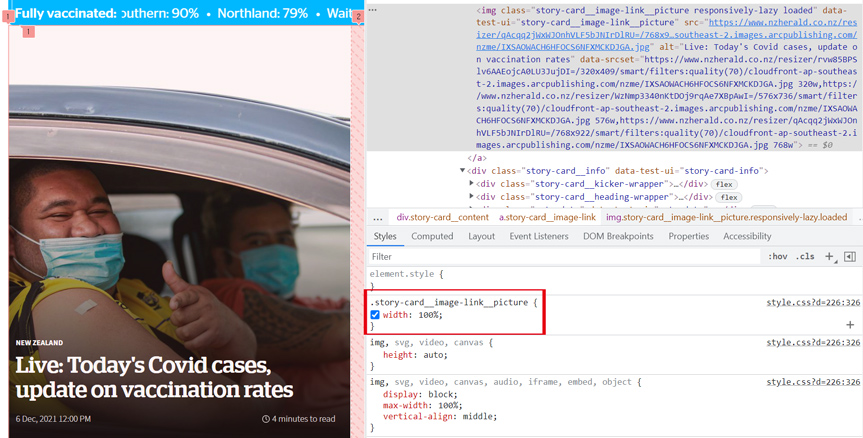 Fully vaccinated: outhern: 90% • Northland: 79% • Wait
1
2
1
NEW ZEALAND
Live: Today's Covid cases,
update on vaccination rates
6 Dec, 2021 12:00 PM
4 minutes to read
...
<img class="story-card__image-link__picture responsively-lazy loaded" data-
test-ui="story-card__image-link__picture" src="https://www.nzherald.co.nz/res
izer/qAcqq2jWxWJOnhVLF5bJNIrDlRU=/768x9…southeast-2.images.arcpublishing.com/
nzme/IXSAOWACH6HFOCS6NFXMCKDJGA.jpg" alt="Live: Today's Covid cases, update o
n vaccination rates" data-srcset="https://www.nzherald.co.nz/resizer/rvw85BPS
lv6AAEojcA0LU3JujDI=/320x409/smart/filters:quality(70)/cloudfront-ap-southeas
t-2.images.arcpublishing.com/nzme/IXSAOWACH6HFOCS6NFXMCKDJGA.jpg 320w,https:/
/www.nzherald.co.nz/resizer/WzNmp3340nKtDOj9rqAe7XBpAwI=/576x736/smart/filter
s:quality(70)/cloudfront-ap-southeast-2.images.arcpublishing.com/nzme/IXSAOWA
CH6HFOCS6NFXMCKDJGA.jpg 576w,https://www.nzherald.co.nz/resizer/qAcqq2jWxWJO
nhVLF5bJNIrDlRU=/768x922/smart/filters:quality(70)/cloudfront-ap-southeast-2.i
mages.arcpublishing.com/nzme/IXSAOWACH6HFOCS6NFXMCKDJGA.jpg 768w"> == $0
</a>
<div class="story-card__info" data-test-ui="story-card-info">
<div class="story-card__kicker-wrapper">…</div> flex
<div class="story-card__heading-wrapper">…</div> flex
... div.story-card__content a.story-card__image-link img.story-card__image-link__picture.responsively-lazy.loaded
Styles Computed Layout Event Listeners DOM Breakpoints Properties Accessibility
Filter :hov .cls +
element.style {
}
.story-card__image-link__picture { style.css?d=226:326
width: 100%;
}
img, svg, video, canvas { style.css?d=226:326
height: auto;
}
img, svg, video, canvas, audio, iframe, embed, object { style.css?d=226:326
display: block;
max-width: 100%;
vertical-align: middle;
}